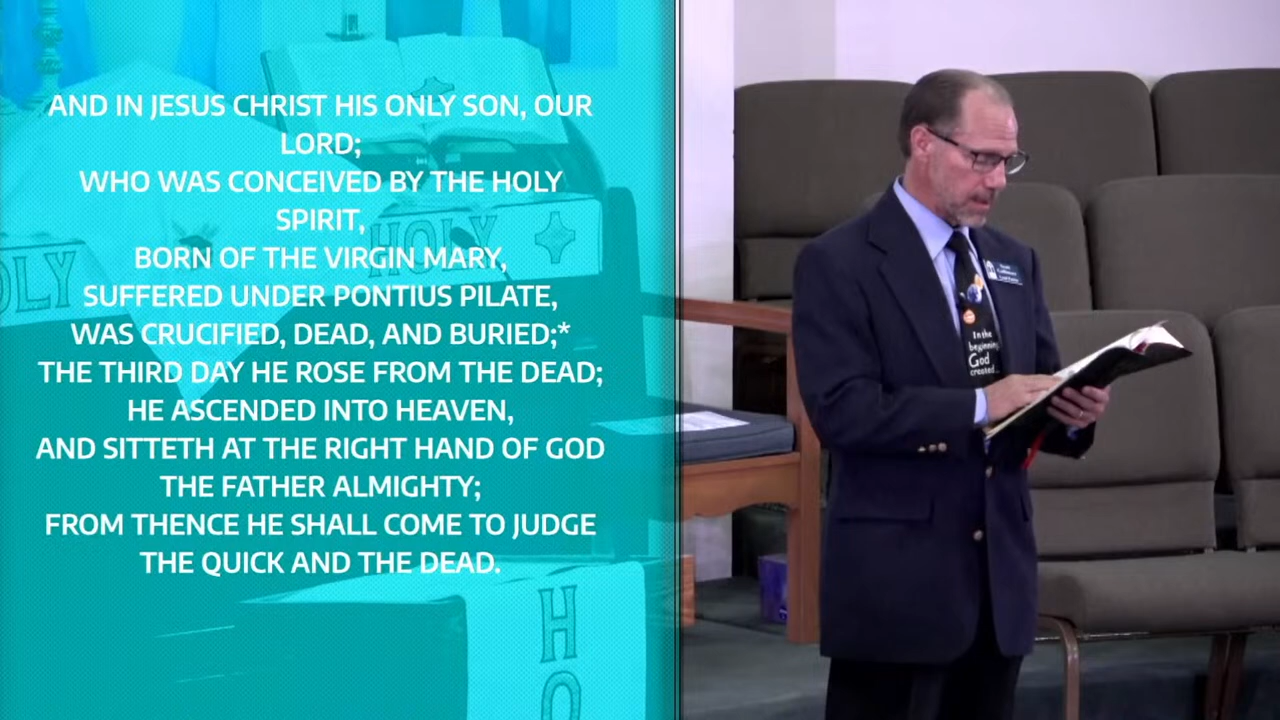 AND IN JESUS CHRIST HIS ONLY SON, OUR
LORD;
WHO WAS CONCEIVED BY THE HOLY
SPIRIT,
BORN OF THE VIRGIN MARY,
SUFFERED UNDER PONTIUS PILATE,
WAS CRUCIFIED, DEAD, AND BURIED;*
THE THIRD DAY HE ROSE FROM THE DEAD;
HE ASCENDED INTO HEAVEN,
AND SITTETH AT THE RIGHT HAND OF GOD
THE FATHER ALMIGHTY;
FROM THENCE HE SHALL COME TO JUDGE
THE QUICK AND THE DEAD.
HOLY
OLY
HO
In the
beginning
God
created...